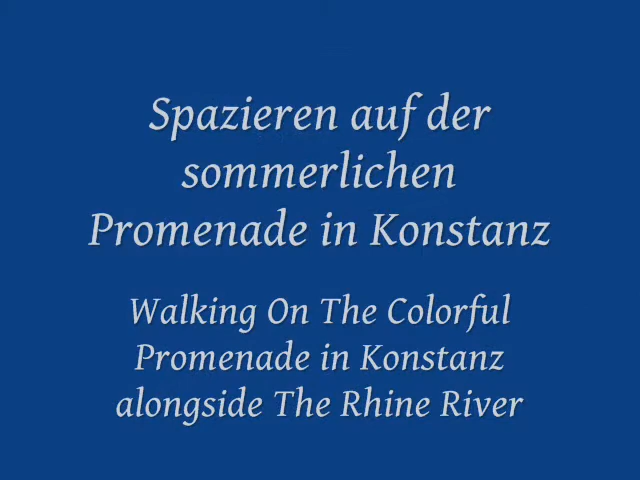 Spazieren auf der
sommerlichen
Promenade in Konstanz
Walking On The Colorful
Promenade in Konstanz
alongside The Rhine River